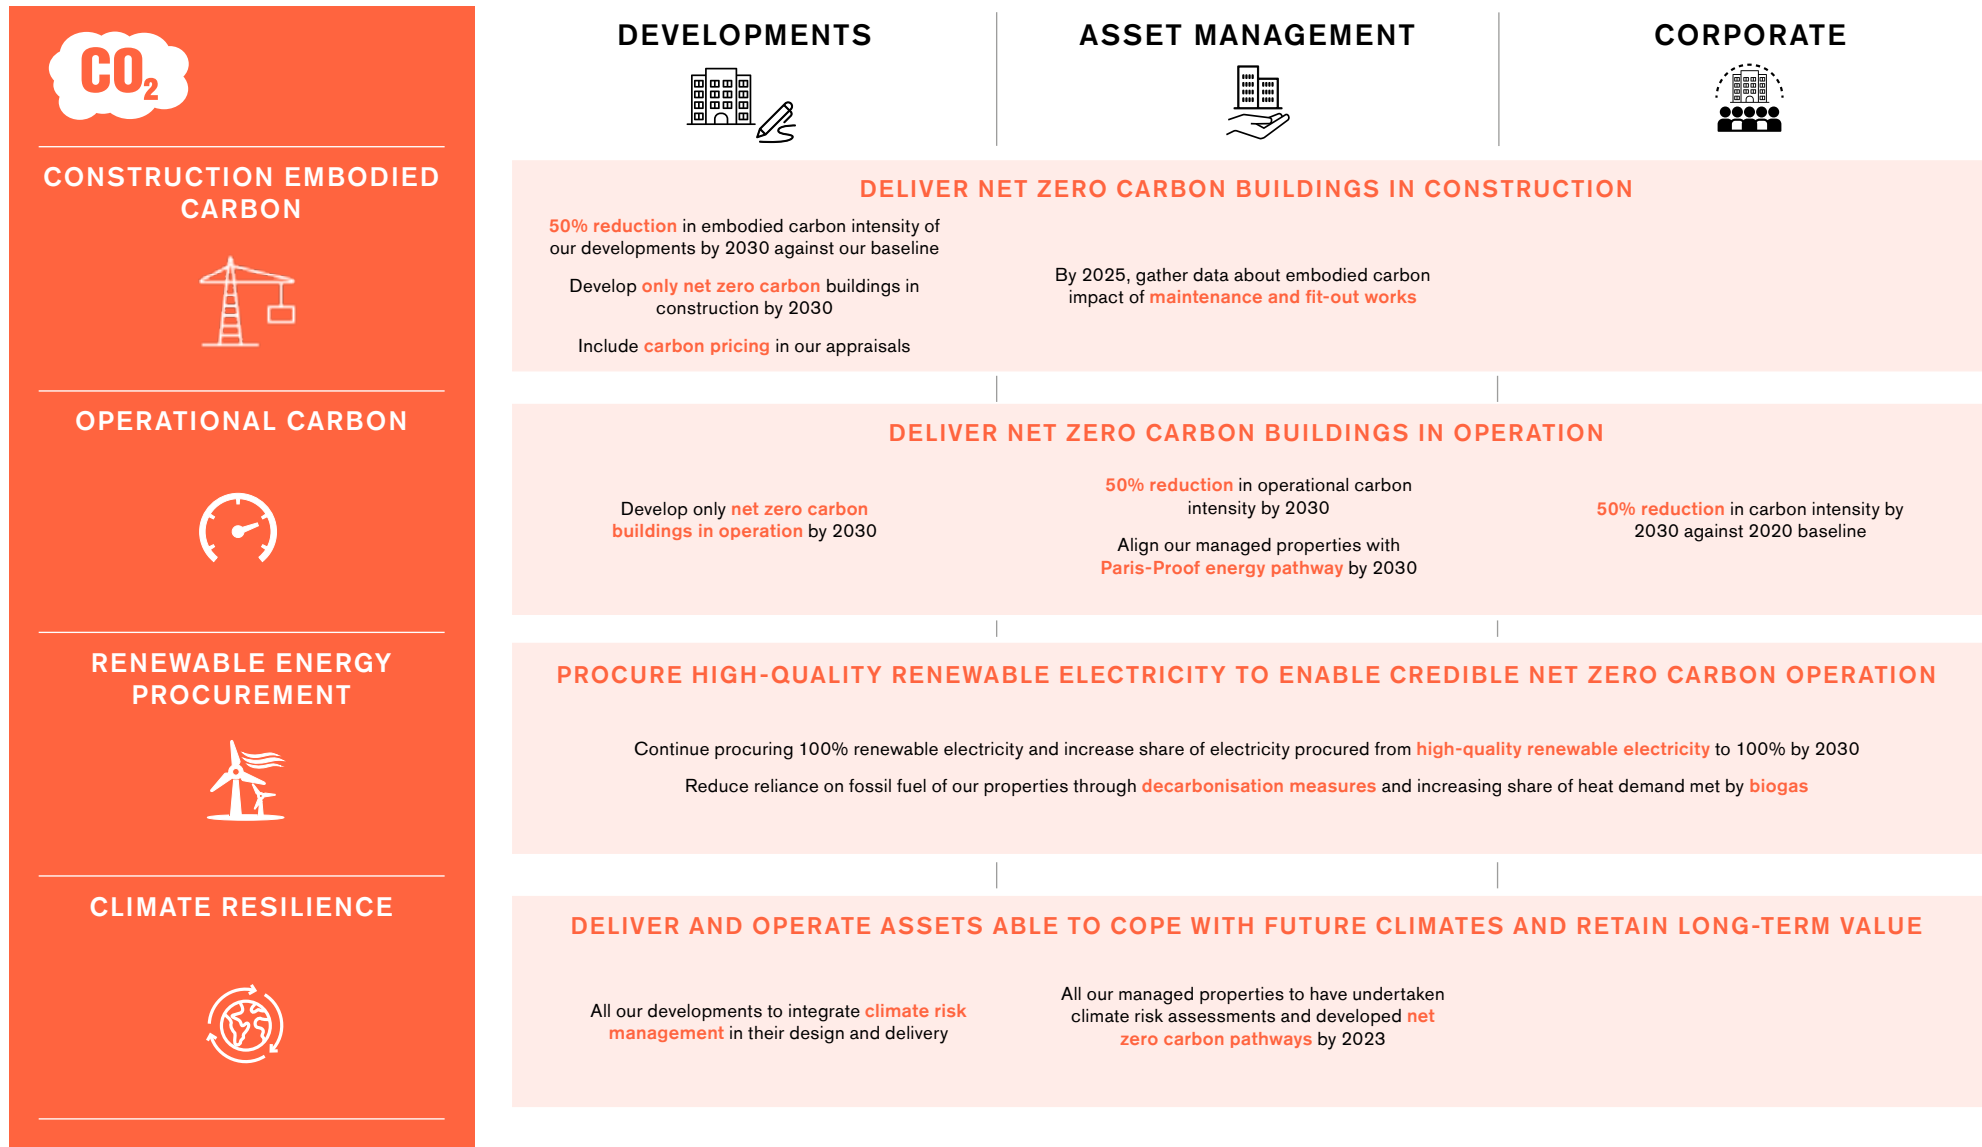 CO2
DEVELOPMENTS
ASSET MANAGEMENT
CORPORATE
CONSTRUCTION EMBODIED
CARBON
DELIVER NET ZERO CARBON BUILDINGS IN CONSTRUCTION
50% reduction in embodied carbon intensity of
our developments by 2030 against our baseline
Develop only net zero carbon buildings in
construction by 2030
Include carbon pricing in our appraisals
By 2025, gather data about embodied carbon
impact of maintenance and fit-out works
OPERATIONAL CARBON
DELIVER NET ZERO CARBON BUILDINGS IN OPERATION
Develop only net zero carbon
buildings in operation by 2030
50% reduction in operational carbon
intensity by 2030
Align our managed properties with
Paris-Proof energy pathway by 2030
50% reduction in carbon intensity by
2030 against 2020 baseline
RENEWABLE ENERGY
PROCUREMENT
PROCURE HIGH-QUALITY RENEWABLE ELECTRICITY TO ENABLE CREDIBLE NET ZERO CARBON OPERATION
Continue procuring 100% renewable electricity and increase share of electricity procured from high-quality renewable electricity to 100% by 2030
Reduce reliance on fossil fuel of our properties through decarbonisation measures and increasing share of heat demand met by biogas
CLIMATE RESILIENCE
DELIVER AND OPERATE ASSETS ABLE TO COPE WITH FUTURE CLIMATES AND RETAIN LONG-TERM VALUE
All our developments to integrate climate risk
management in their design and delivery
All our managed properties to have undertaken
climate risk assessments and developed net
zero carbon pathways by 2023